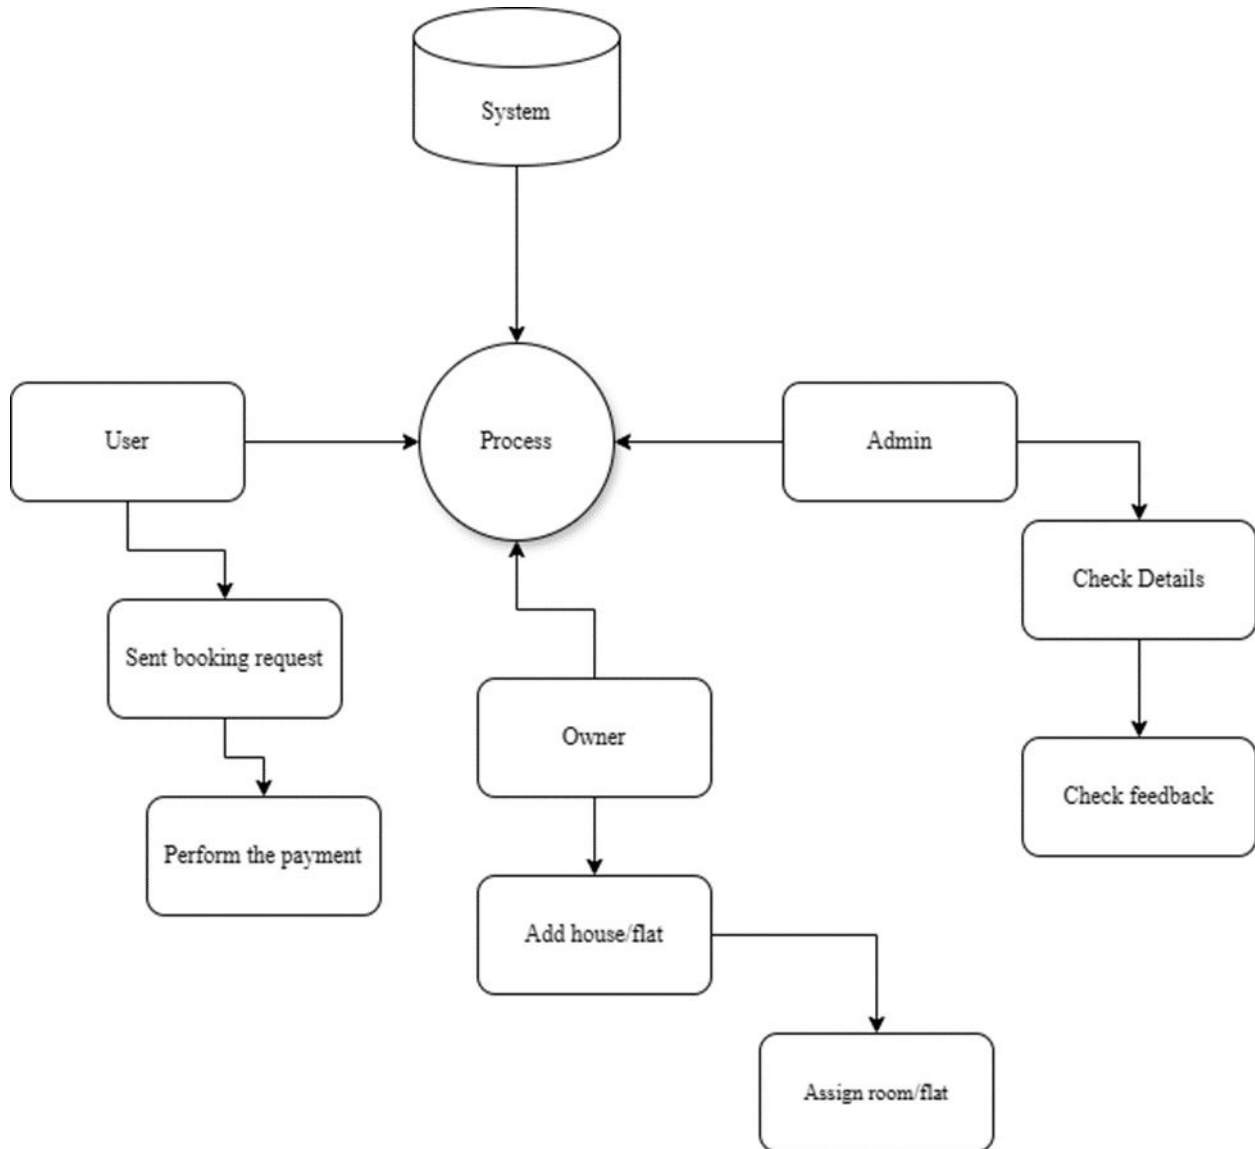 System
User
Process
Admin
Check Details
Sent booking request
Owner
Check feedback
Perform the payment
Add house/flat
Assign room/flat